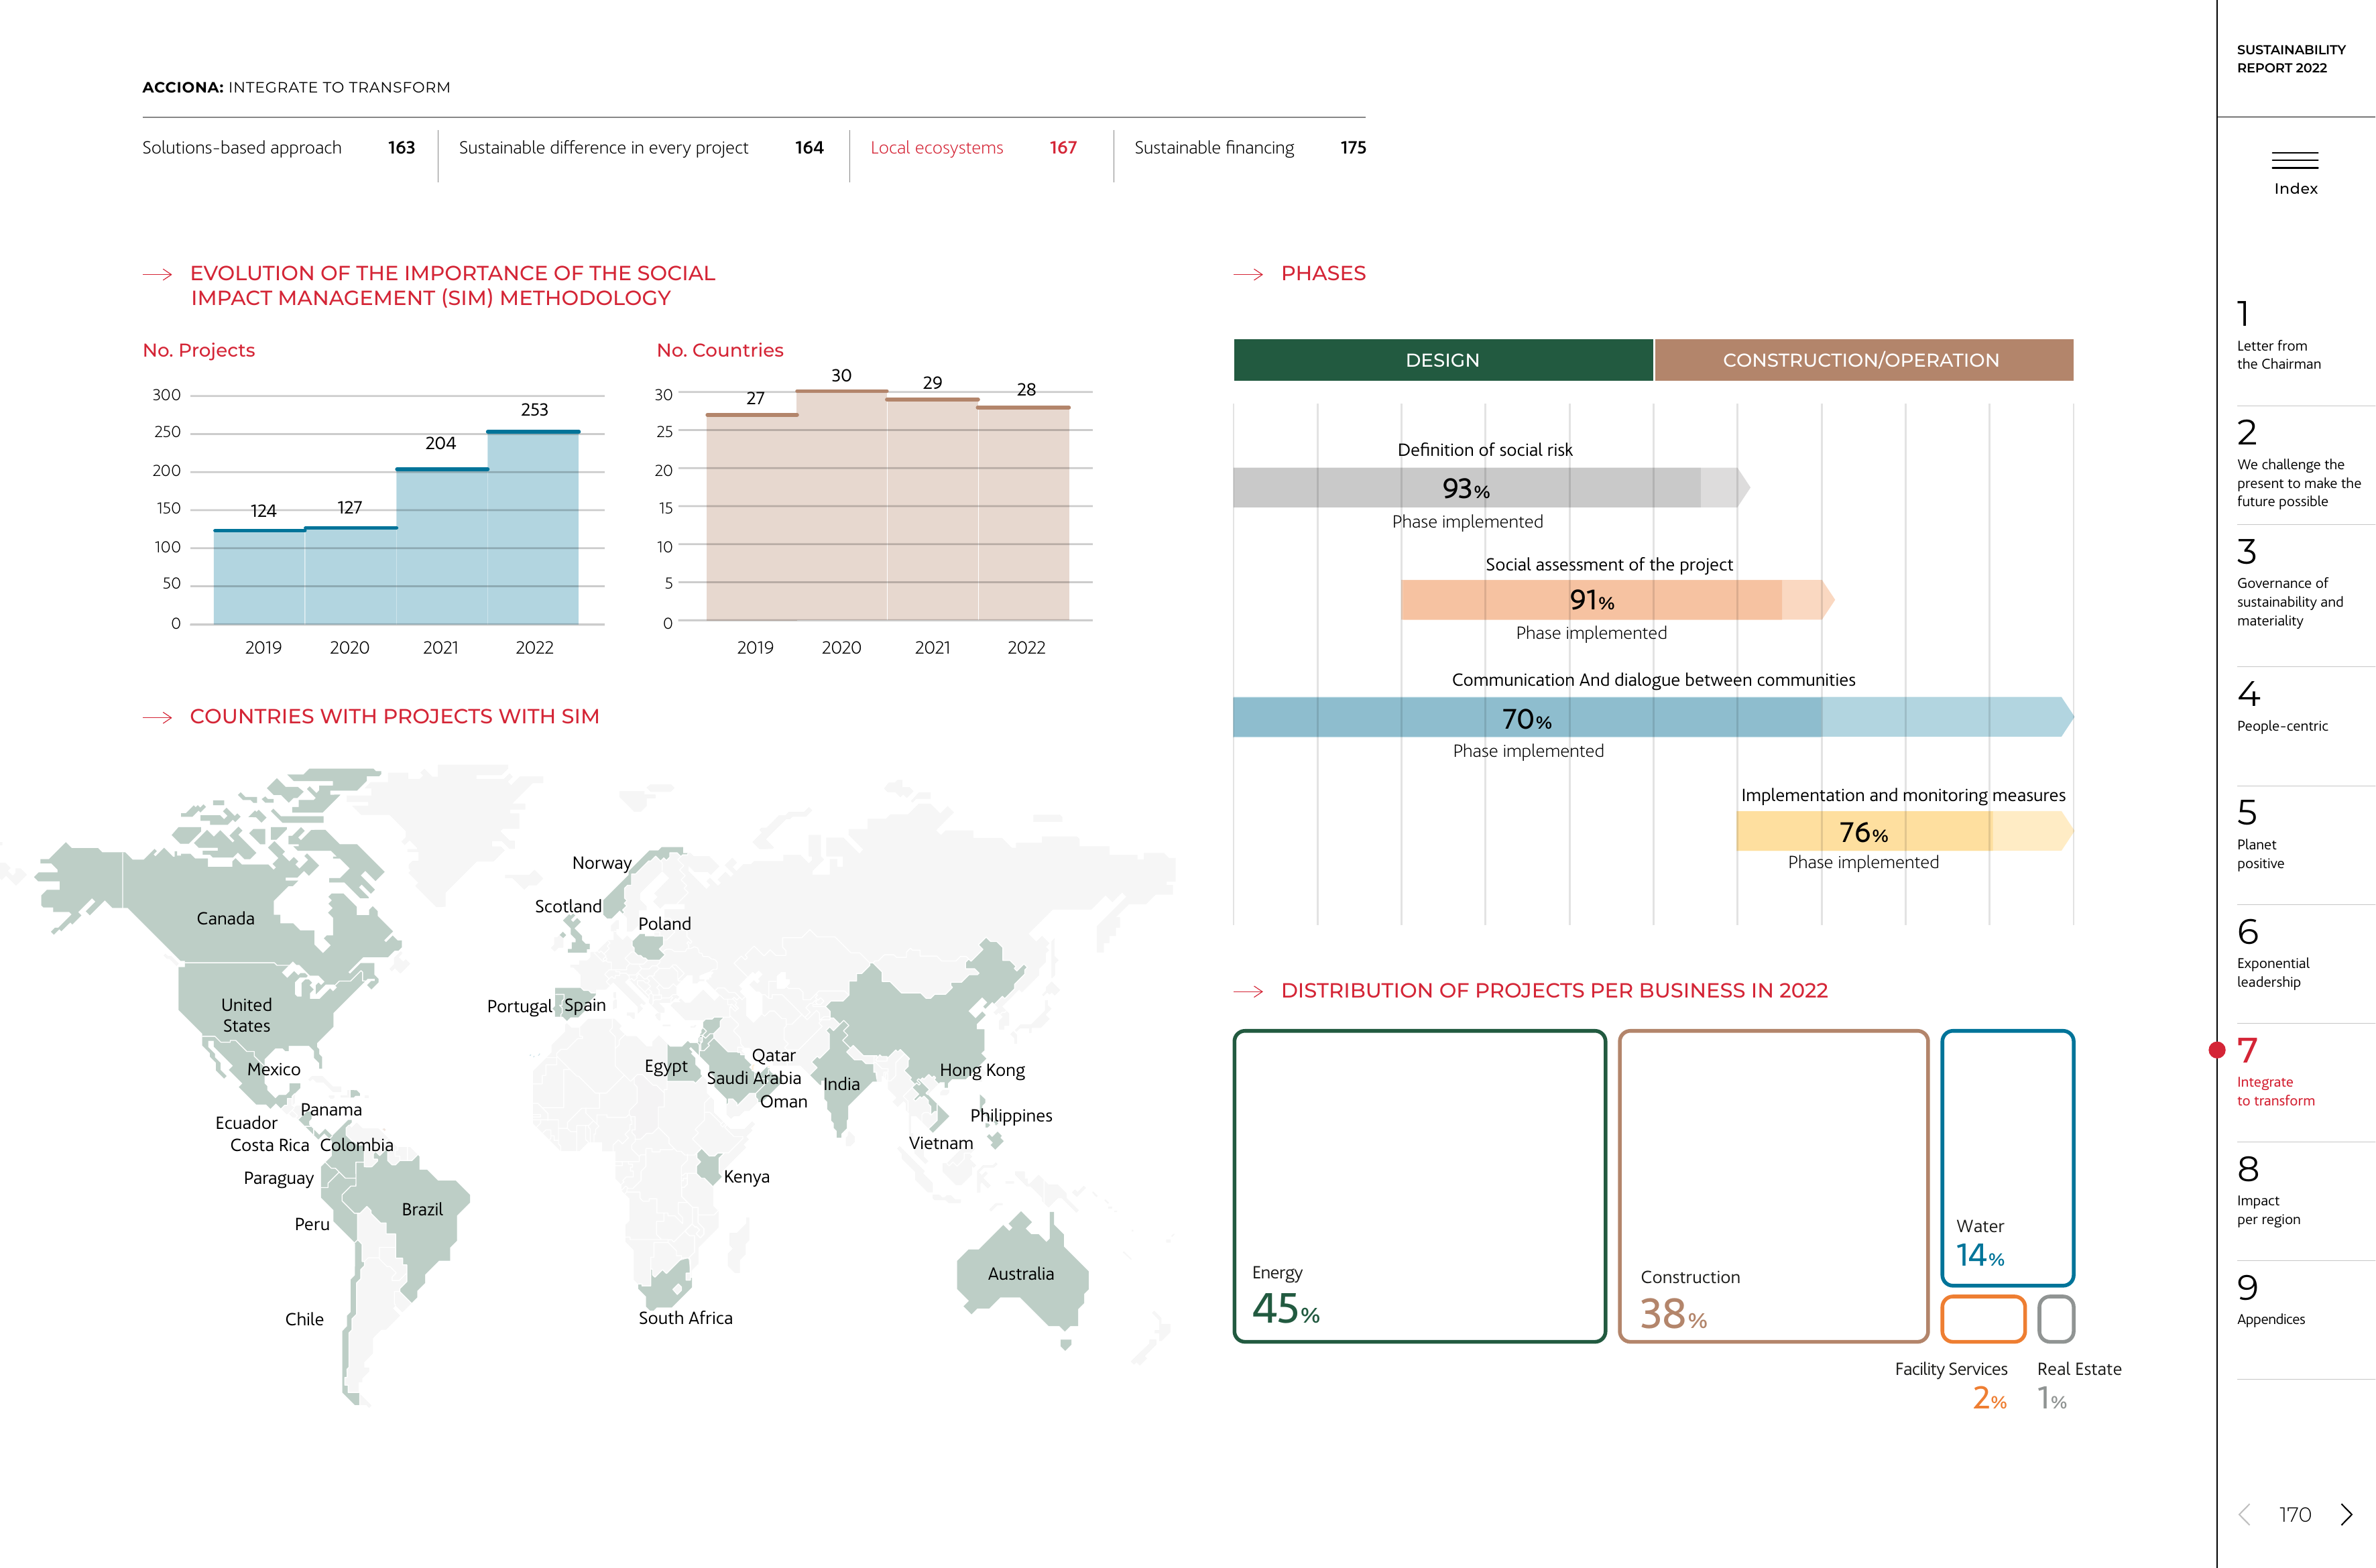 ACCIONA: INTEGRATE TO TRANSFORM
Solutions-based approach 163
Sustainable difference in every project 164
Local ecosystems 167
Sustainable financing 175
EVOLUTION OF THE IMPORTANCE OF THE SOCIAL
IMPACT MANAGEMENT (SIM) METHODOLOGY
No. Projects
300
250
200
150
100
50
0
124
127
204
253
2019 2020 2021 2022
No. Countries
30
25
20
15
10
5
0
27
30
29
28
2019 2020 2021 2022
COUNTRIES WITH PROJECTS WITH SIM
Norway
Scotland
Poland
Canada
Portugal
Spain
United
States
Qatar
Egypt
Mexico
Saudi Arabia
India
Hong Kong
Oman
Panama
Philippines
Ecuador
Costa Rica
Colombia
Vietnam
Paraguay
Kenya
Brazil
Peru
Australia
Chile
South Africa
PHASES
DESIGN
CONSTRUCTION/OPERATION
Definition of social risk
93%
Phase implemented
Social assessment of the project
91%
Phase implemented
Communication And dialogue between communities
70%
Phase implemented
Implementation and monitoring measures
76%
Phase implemented
DISTRIBUTION OF PROJECTS PER BUSINESS IN 2022
Energy
45%
Construction
38%
Water
14%
Facility Services
2%
Real Estate
1%
SUSTAINABILITY
REPORT 2022
Index
1
Letter from
the Chairman
2
We challenge the
present to make the
future possible
3
Governance of
sustainability and
materiality
4
People-centric
5
Planet
positive
6
Exponential
leadership
7
Integrate
to transform
8
Impact
per region
9
Appendices
170